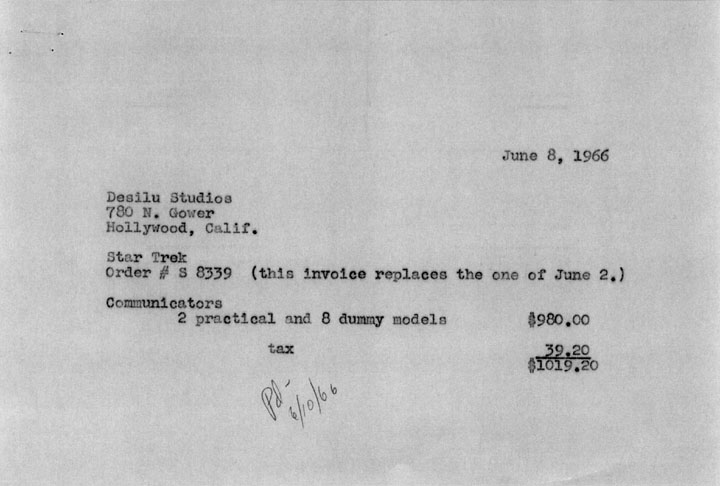 June 8, 1966
Desilu Studios
780 N. Gower
Hollywood, Calif.
Star Trek
Order # S 8339 (this invoice replaces the one of June 2.)
Communicators
2 practical and 8 dummy models $980.00
tax 39.20
$1019.20
Pd-
6/10/66